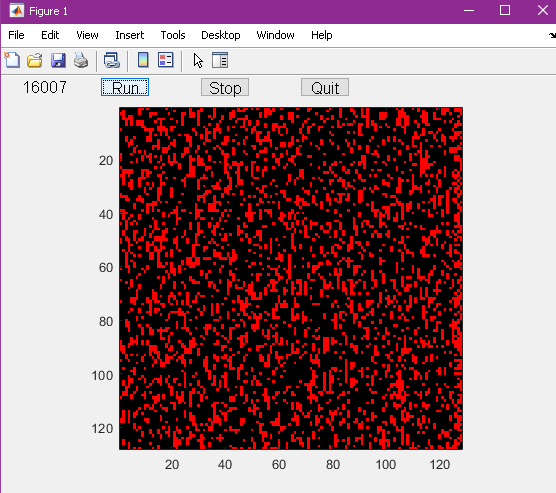 Figure 1
File Edit View Insert Tools Desktop Window Help
16007 Run Stop Quit
20
40
60
80
100
120
20 40 60 80 100 120